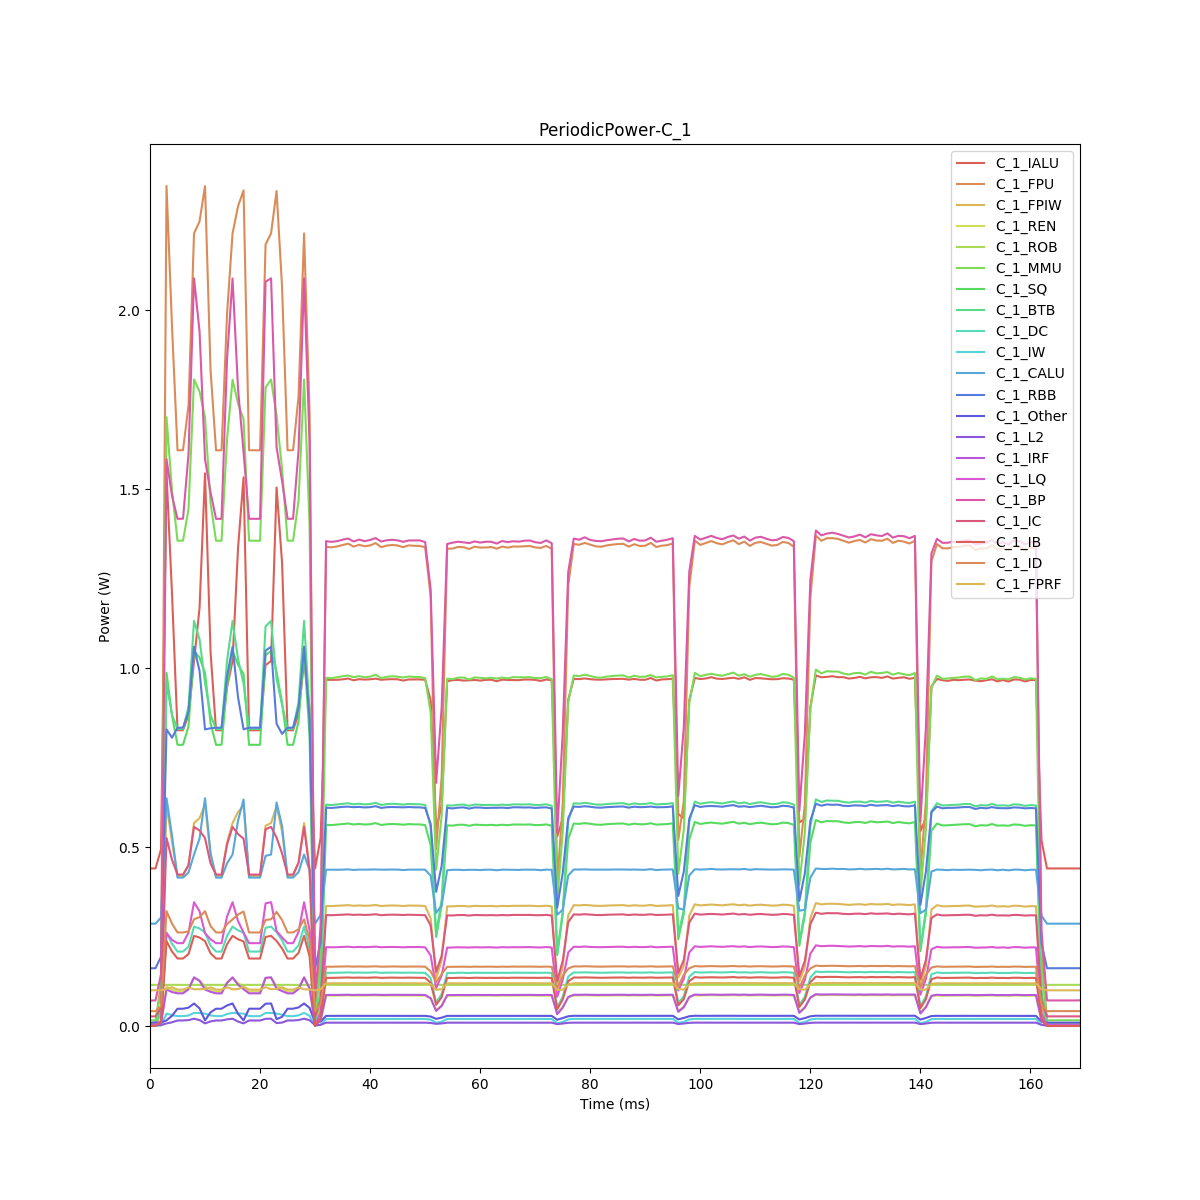 PeriodicPower-C_1
C_1_IALU
C_1_FPU
C_1_FPIW
C_1_REN
C_1_ROB
C_1_MMU
C_1_SQ
C_1_BTB
C_1_DC
C_1_IW
C_1_CALU
C_1_RBB
C_1_Other
C_1_L2
C_1_IRF
C_1_LQ
C_1_BP
C_1_IC
C_1_IB
C_1_ID
C_1_FPRF
2.0
1.5
1.0
0.5
0.0
Power (W)
0 20 40 60 80 100 120 140 160
Time (ms)